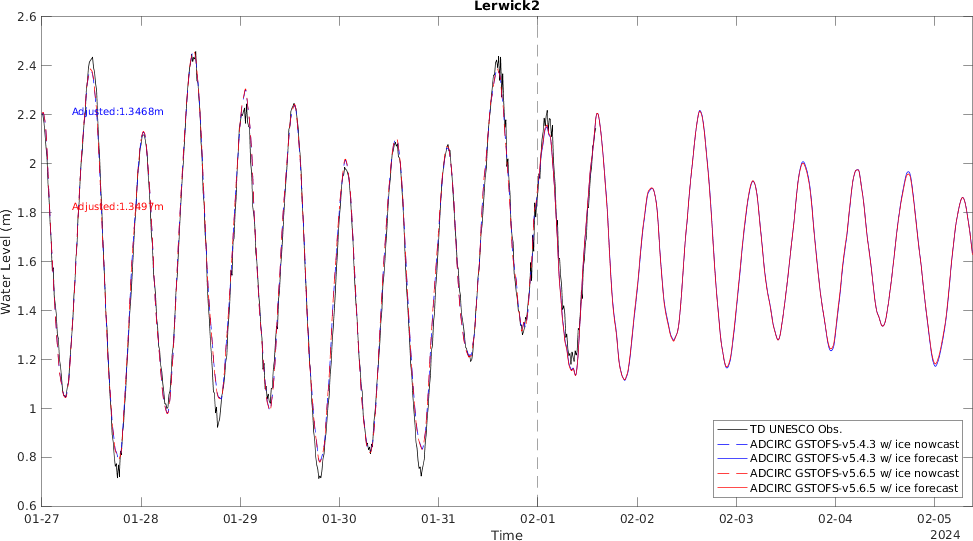 Lerwick2
2.6
2.4
2.2
2
1.8
1.6
1.4
1.2
1
0.8
0.6
Water Level (m)
Adjusted:1.3468m
Adjusted:1.3497m
TD UNESCO Obs.
ADCIRC GSTOFS-v5.4.3 w/ ice nowcast
ADCIRC GSTOFS-v5.4.3 w/ ice forecast
ADCIRC GSTOFS-v5.6.5 w/ ice nowcast
ADCIRC GSTOFS-v5.6.5 w/ ice forecast
01-27 01-28 01-29 01-30 01-31 02-01 02-02 02-03 02-04 02-05
Time
2024